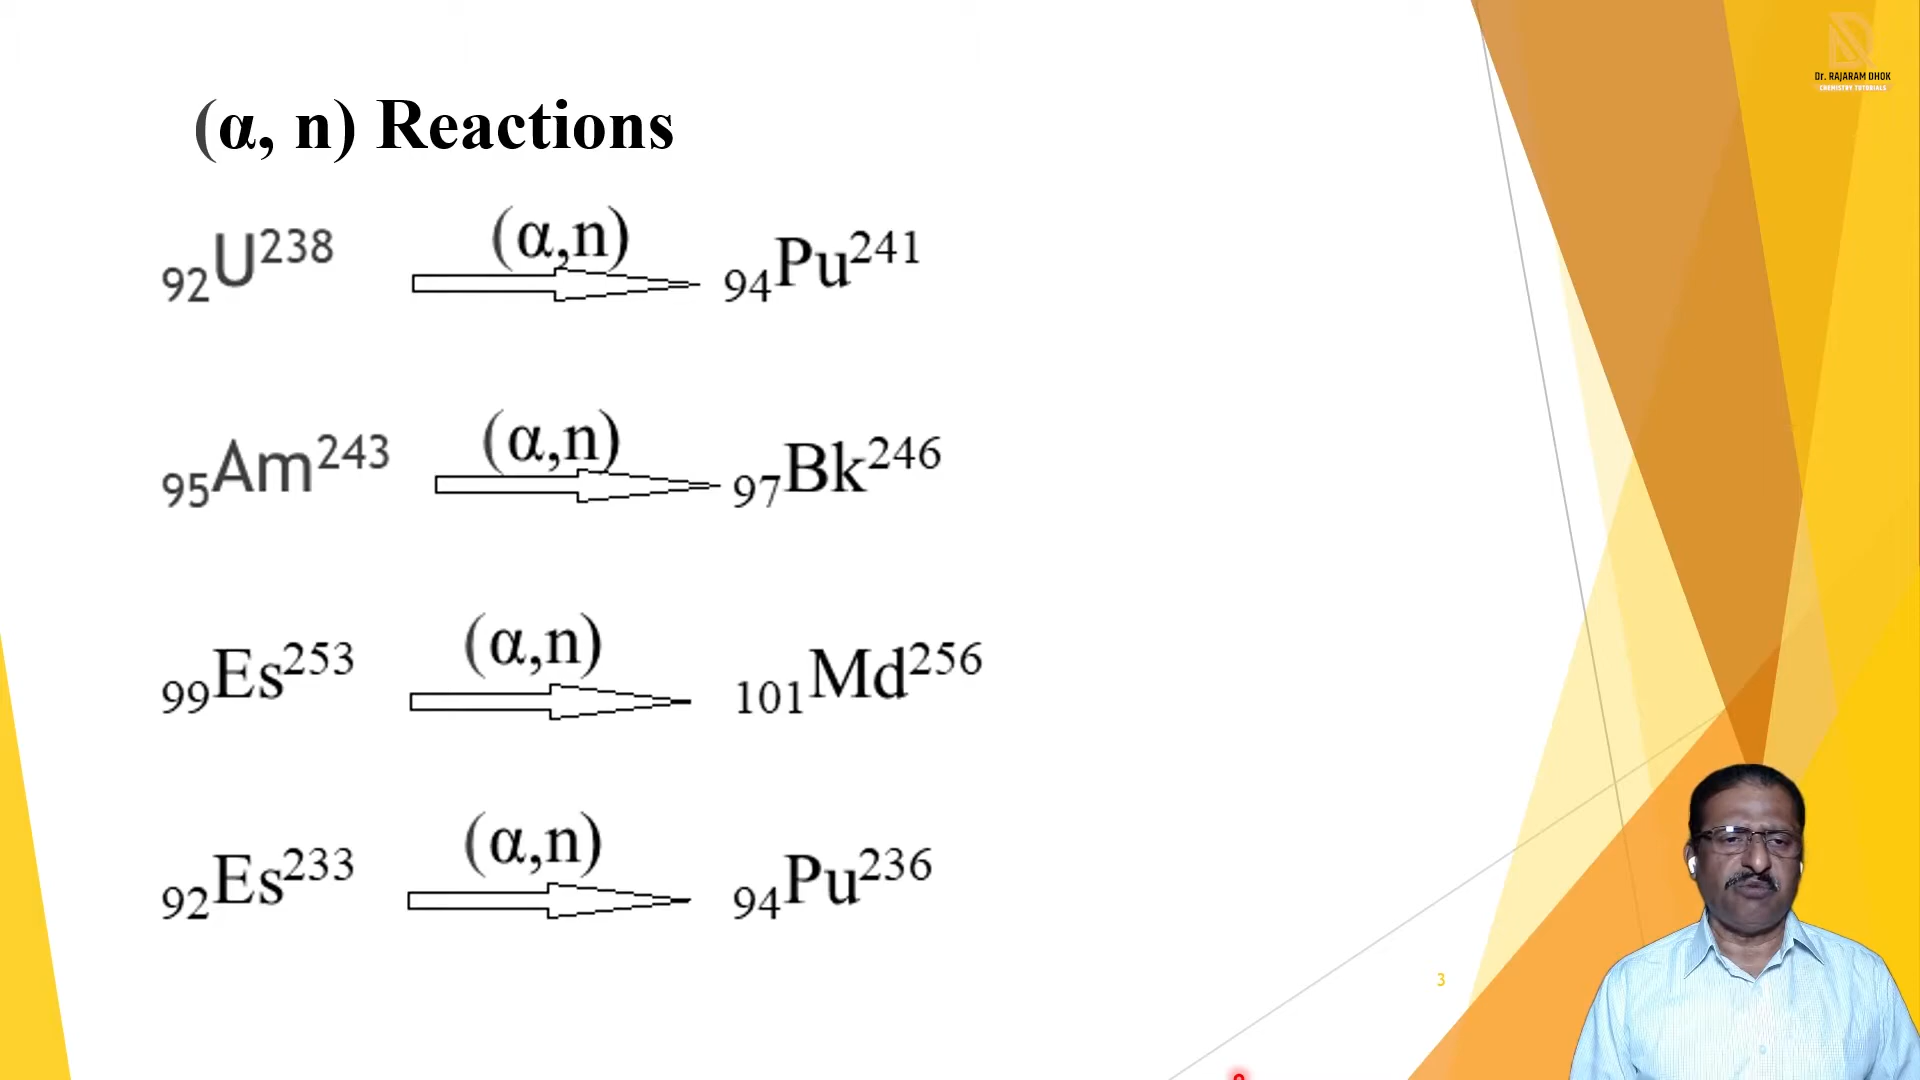 Dr. RAJARAM DHOK
CHEMISTRY TUTORIALS
(α, n) Reactions
₉₂U²³⁸ (α,n) ₉₄Pu²⁴¹
₉₅Am²⁴³ (α,n) ₉₇Bk²⁴⁶
₉₉Es²⁵³ (α,n) ₁₀₁Md²⁵⁶
₉₂Es²³³ (α,n) ₉₄Pu²³⁶
3